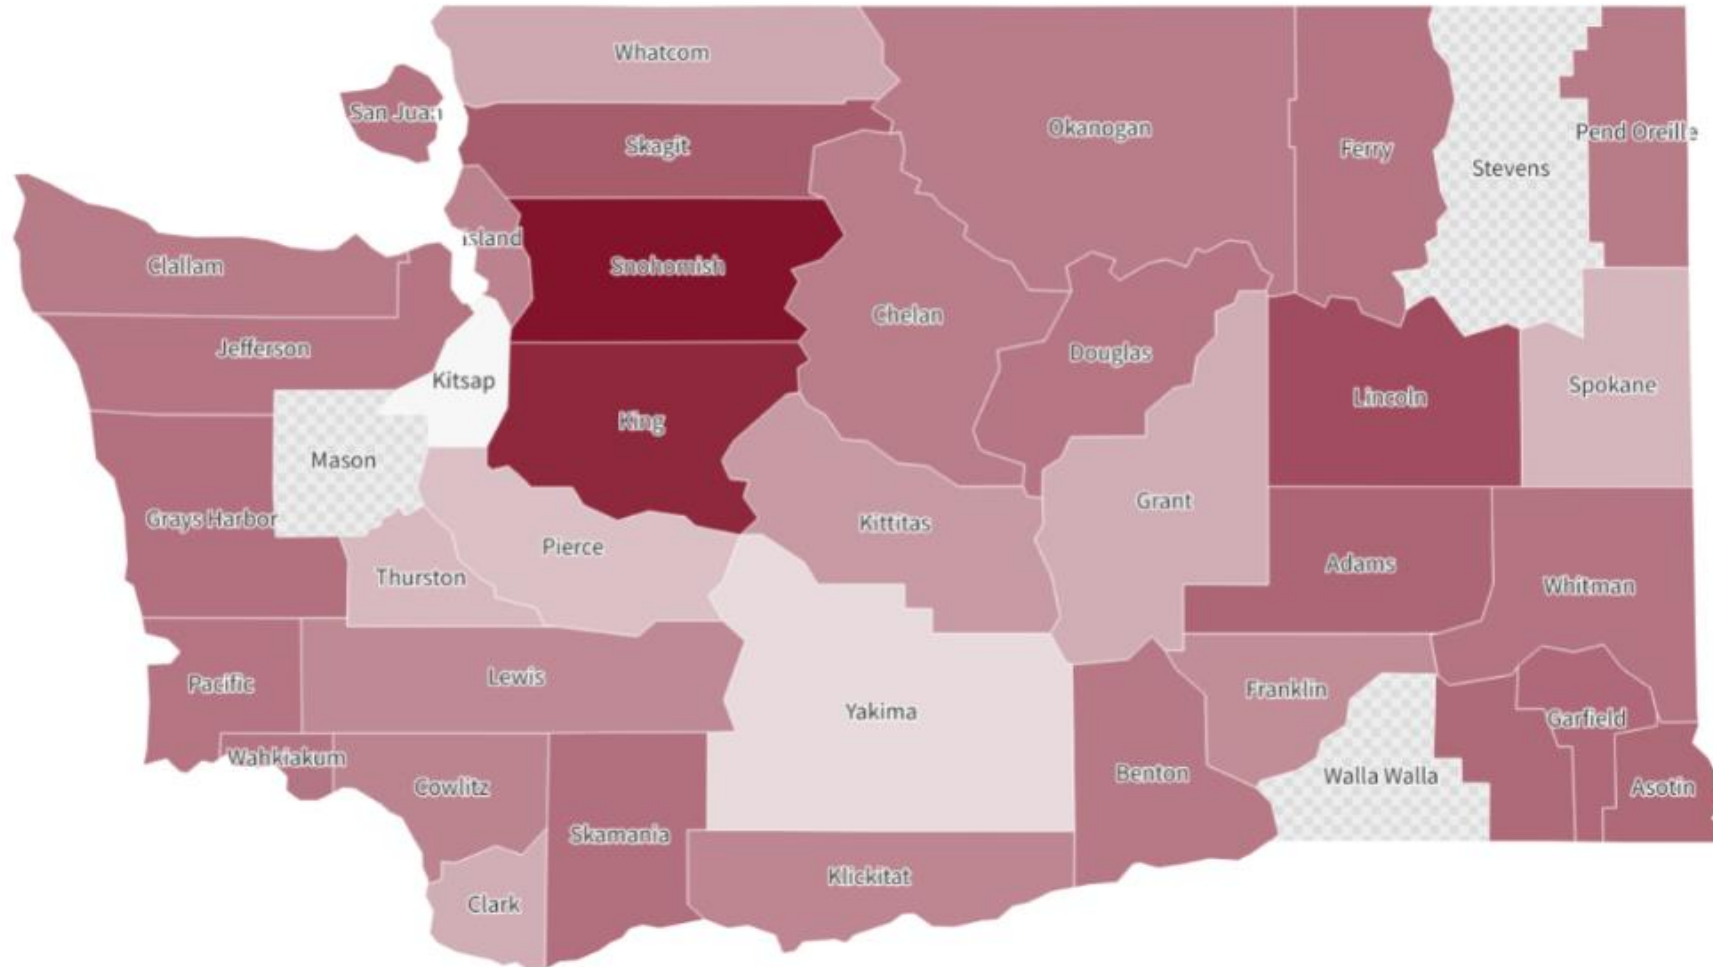 Whatcom
San Juan
Skagit
Okanogan
Ferry
Stevens
Pend Oreille
Clallam
Island
Snohomish
Chelan
Jefferson
Kitsap
Douglas
King
Lincoln
Spokane
Mason
Grays Harbor
Thurston
Pierce
Kittitas
Grant
Adams
Whitman
Pacific
Lewis
Yakima
Franklin
Garfield
Wahkiakum
Cowlitz
Skamania
Benton
Walla Walla
Asotin
Klickitat
Clark